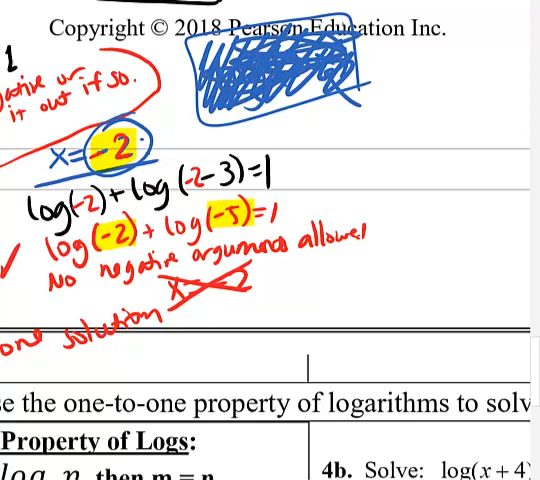 Copyright © 2018 Pearson Education Inc.
1
ative or
it out if so.
x=-2
log(-2)+log(-2-3)=1
log(-2)+log(-5)=1
No negative arguments allowed
x=-2
one solution
e the one-to-one property of logarithms to solv
Property of Logs:
log n, then m = n
4b. Solve: log(x+4)